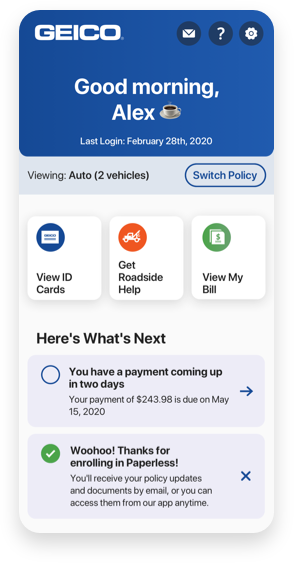 GEICO
?
Good morning,
Alex
Last Login: February 28th, 2020
Viewing: Auto (2 vehicles)
Switch Policy
View ID
Cards
Get
Roadside
Help
$
View My
Bill
Here's What's Next
You have a payment coming up
in two days
Your payment of $243.98 is due on May
15, 2020
Woohoo! Thanks for
enrolling in Paperless!
You'll receive your policy updates
and documents by email, or you can
access them from our app anytime.